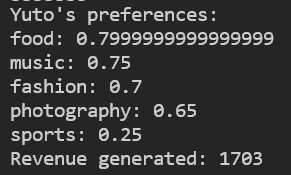 Yuto's preferences:
food: 0.7999999999999999
music: 0.75
fashion: 0.7
photography: 0.65
sports: 0.25
Revenue generated: 1703